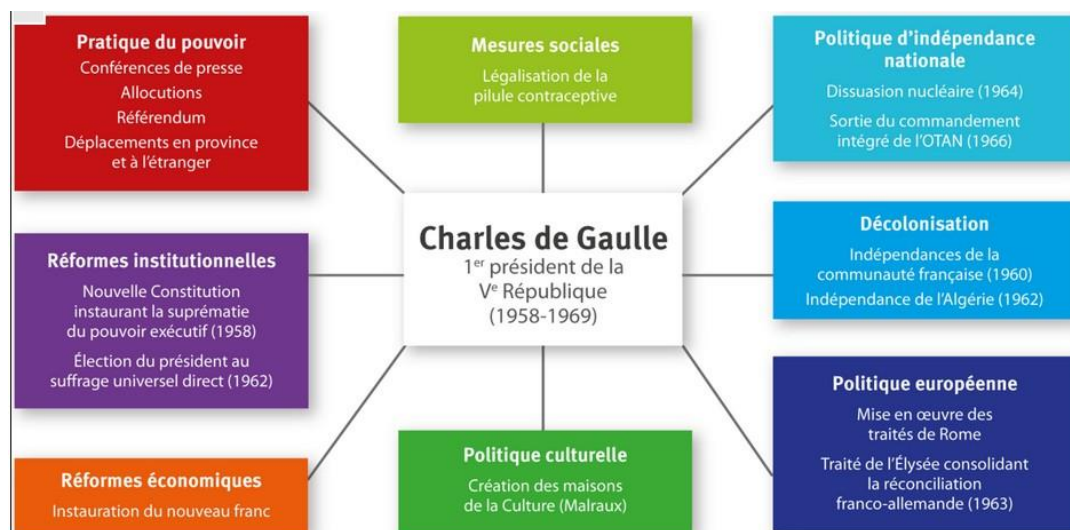 Pratique du pouvoir
Conférences de presse
Allocutions
Référendum
Déplacements en province
et à l'étranger
Mesures sociales
Légalisation de la
pilule contraceptive
Politique d'indépendance
nationale
Dissuasion nucléaire (1964)
Sortie du commandement
intégré de l'OTAN (1966)
Réformes institutionnelles
Nouvelle Constitution
instaurant la suprématie
du pouvoir exécutif (1958)
Élection du président au
suffrage universel direct (1962)
Charles de Gaulle
1er président de la
Ve République
(1958-1969)
Décolonisation
Indépendances de la
communauté française (1960)
Indépendance de l'Algérie (1962)
Réformes économiques
Instauration du nouveau franc
Politique culturelle
Création des maisons
de la Culture (Malraux)
Politique européenne
Mise en œuvre des
traités de Rome
Traité de l'Élysée consolidant
la réconciliation
franco-allemande (1963)